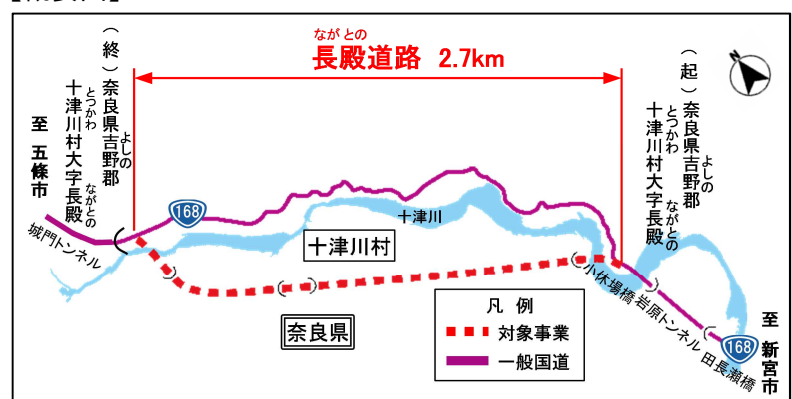 ながとの
長殿道路 2.7km
(終)奈良県吉野郡
よしの
十津川村大字長殿
とつかわ
ながとの
至 五條市
(起)奈良県吉野郡
よしの
十津川村大字長殿
とつかわ
ながとの
168
十津川
城門トンネル
十津川村
小休場橋
岩原トンネル
田長瀬橋
168
至 新宮市
奈良県
凡 例
対象事業
一般国道